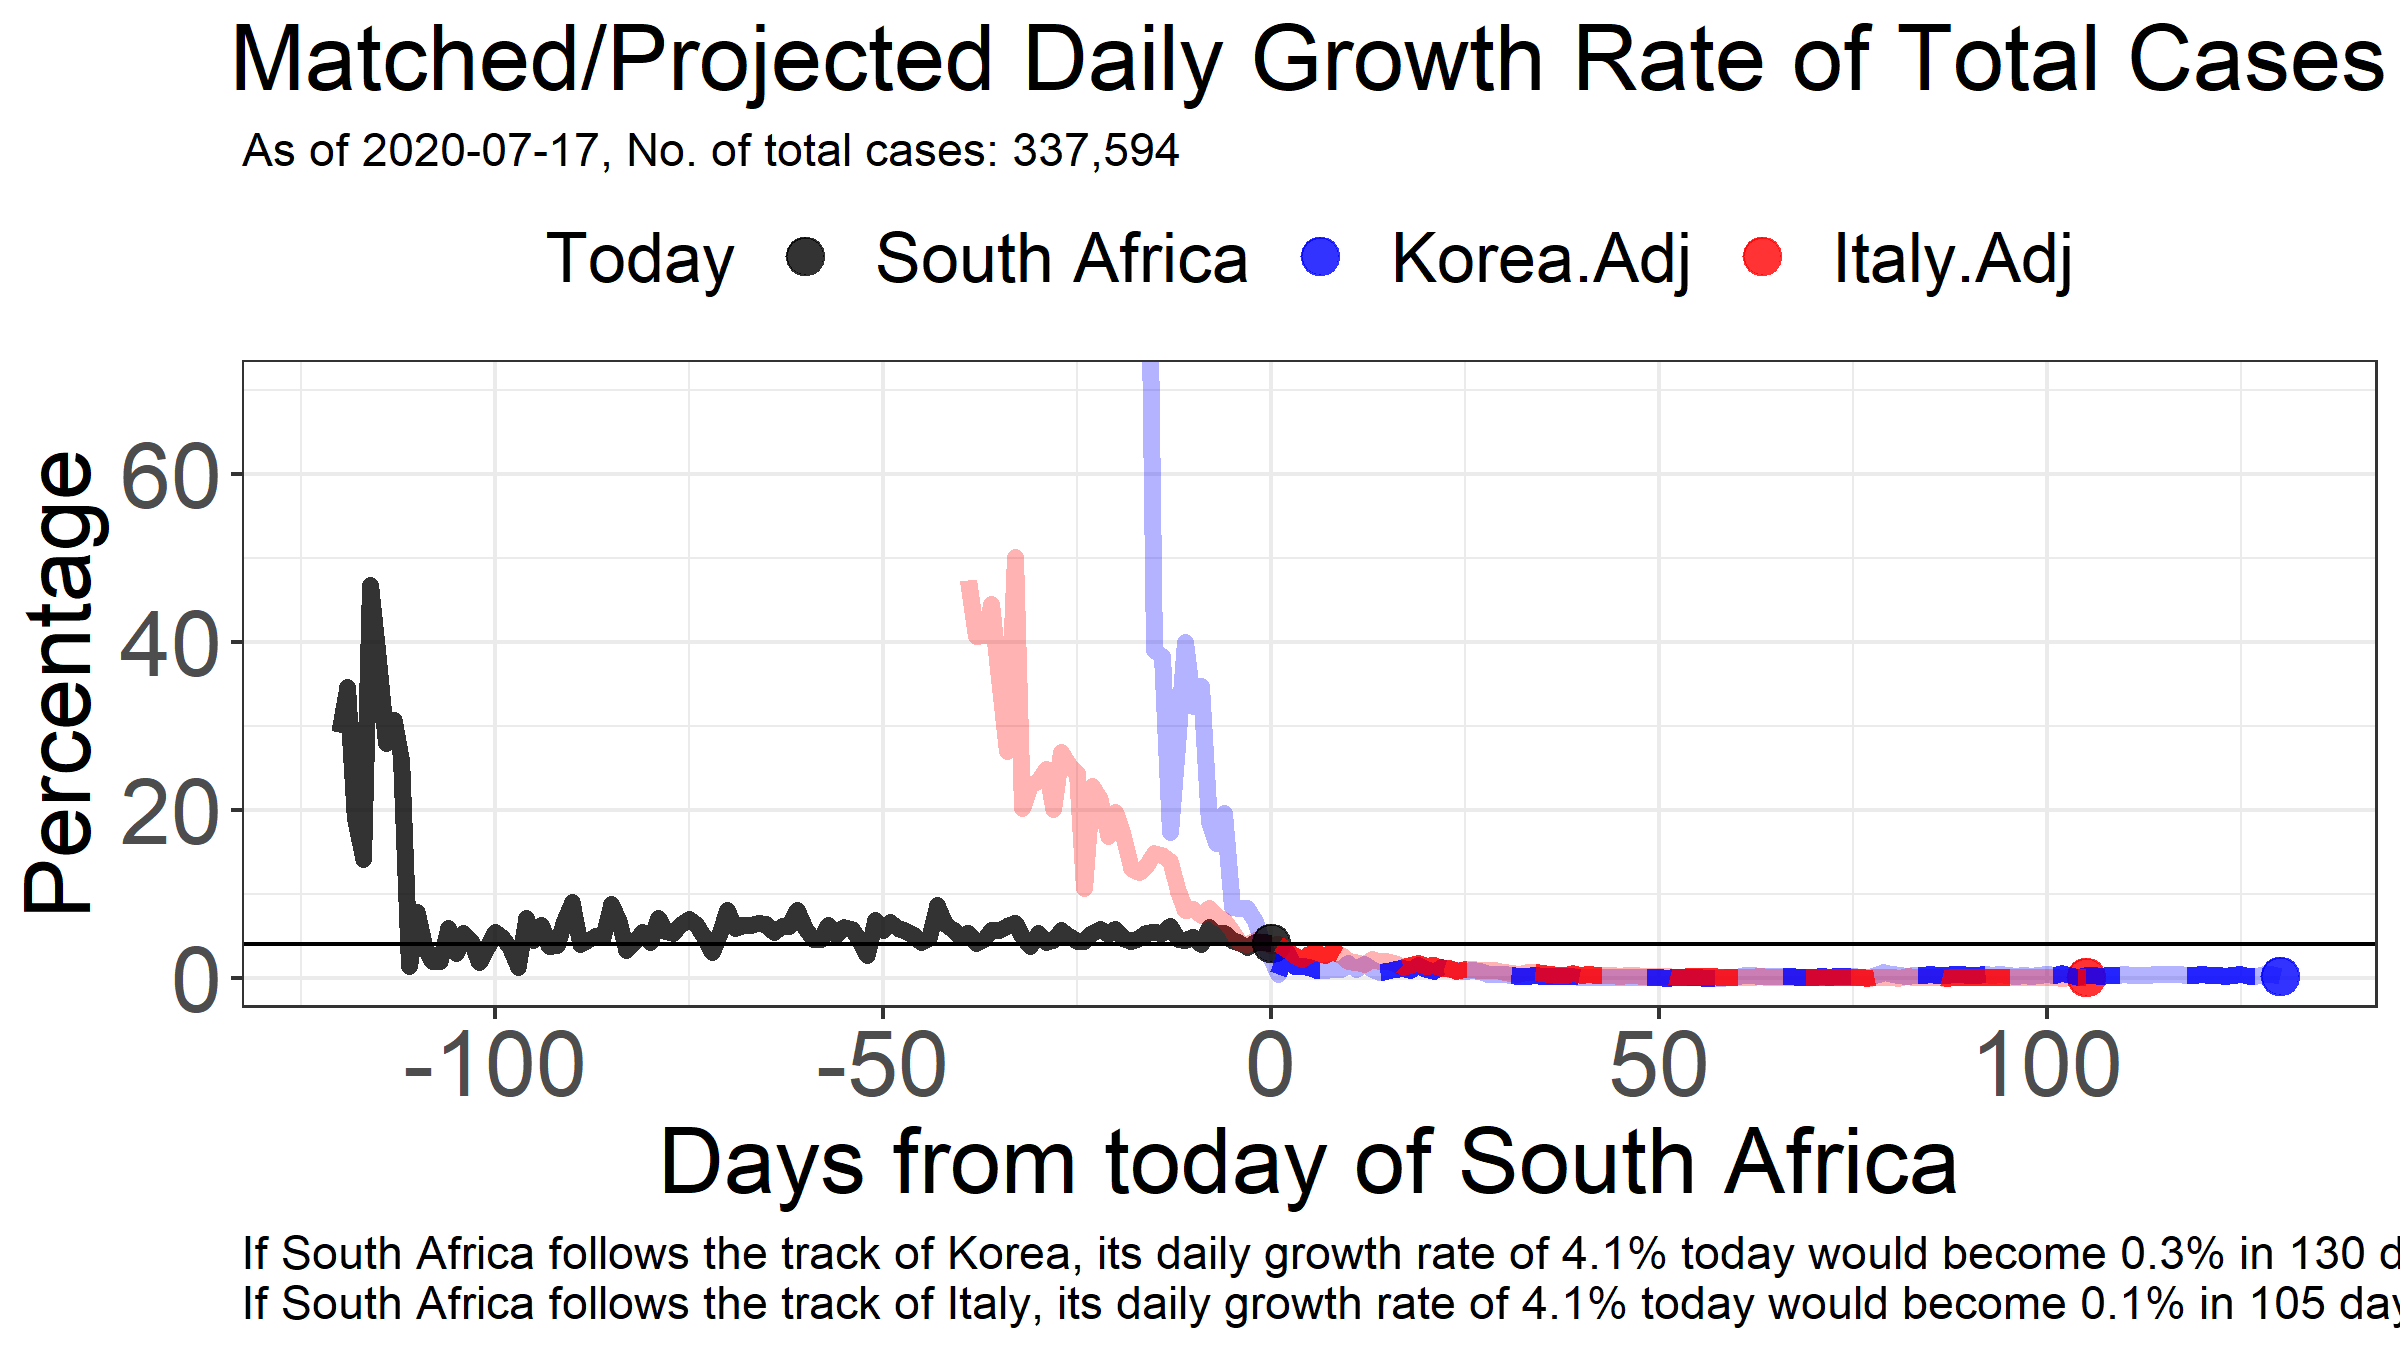 Matched/Projected Daily Growth Rate of Total Cases
As of 2020-07-17, No. of total cases: 337,594
Today South Africa Korea.Adj Italy.Adj
Percentage
60
40
20
0
-100 -50 0 50 100
Days from today of South Africa
If South Africa follows the track of Korea, its daily growth rate of 4.1% today would become 0.3% in 130 d
If South Africa follows the track of Italy, its daily growth rate of 4.1% today would become 0.1% in 105 day